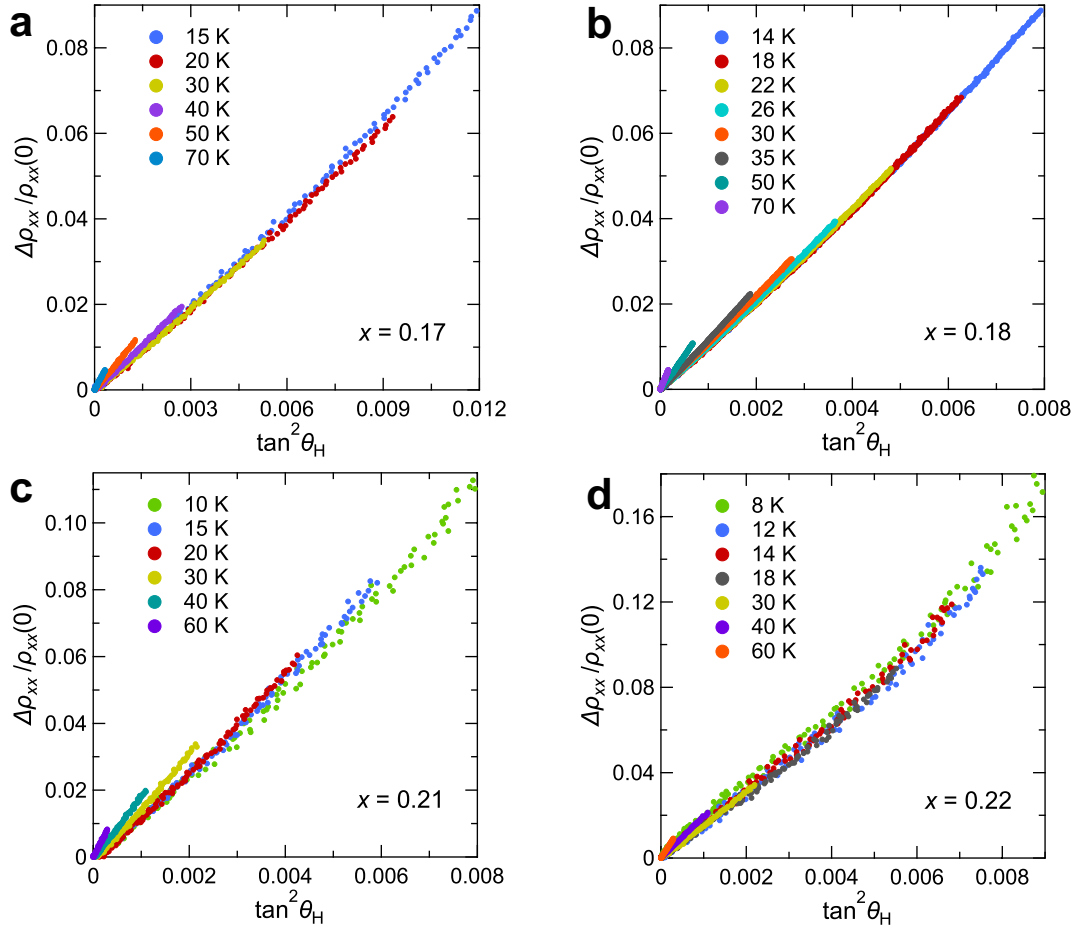 a
15 K
20 K
30 K
40 K
50 K
70 K
x = 0.17
0.08
0.06
0.04
0.02
0
0 0.003 0.006 0.009 0.012
Δρxx /ρxx(0)
tan²θH
b
14 K
18 K
22 K
26 K
30 K
35 K
50 K
70 K
x = 0.18
0.08
0.06
0.04
0.02
0
0 0.002 0.004 0.006 0.008
Δρxx /ρxx(0)
tan²θH
c
10 K
15 K
20 K
30 K
40 K
60 K
x = 0.21
0.10
0.08
0.06
0.04
0.02
0
0 0.002 0.004 0.006 0.008
Δρxx /ρxx(0)
tan²θH
d
8 K
12 K
14 K
18 K
30 K
40 K
60 K
x = 0.22
0.16
0.12
0.08
0.04
0
0 0.002 0.004 0.006 0.008
Δρxx /ρxx(0)
tan²θH